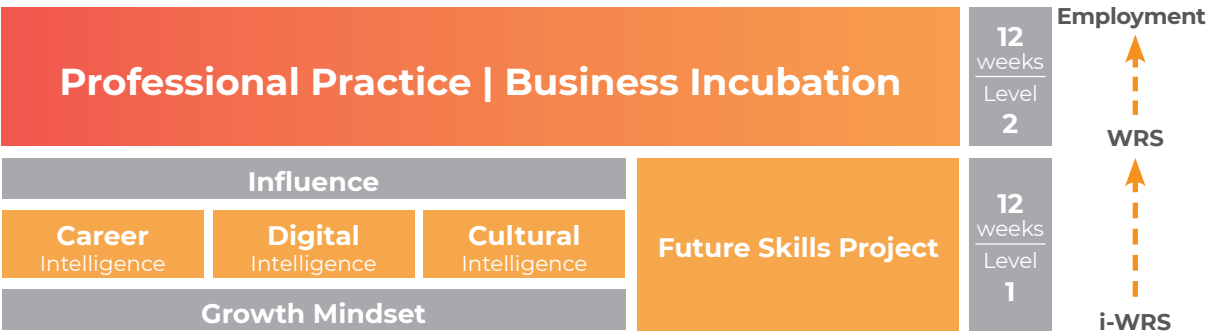 Professional Practice | Business Incubation
12
weeks
Level
2
Employment
WRS
Influence
Career
Intelligence
Digital
Intelligence
Cultural
Intelligence
Growth Mindset
Future Skills Project
12
weeks
Level
1
i-WRS